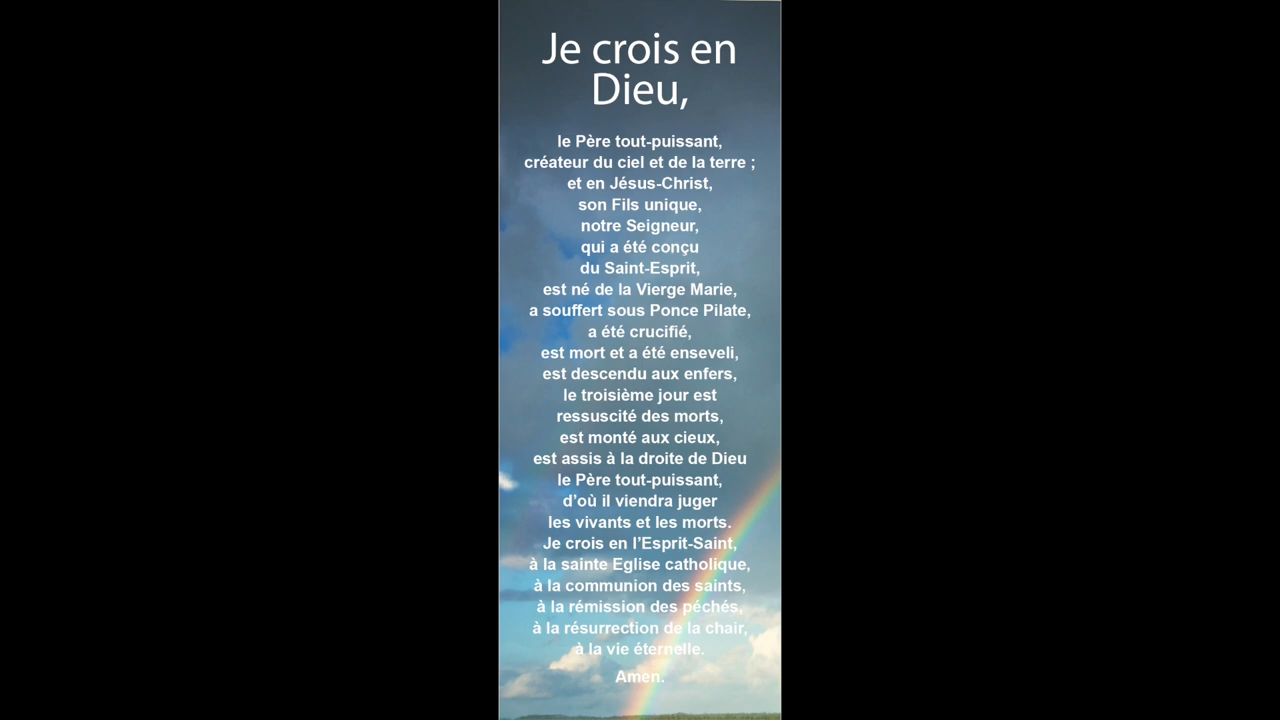 Je crois en
Dieu,
le Père tout-puissant,
créateur du ciel et de la terre ;
et en Jésus-Christ,
son Fils unique,
notre Seigneur,
qui a été conçu
du Saint-Esprit,
est né de la Vierge Marie,
a souffert sous Ponce Pilate,
a été crucifié,
est mort et a été enseveli,
est descendu aux enfers,
le troisième jour est
ressuscité des morts,
est monté aux cieux,
est assis à la droite de Dieu
le Père tout-puissant,
d’où il viendra juger
les vivants et les morts.
Je crois en l’Esprit-Saint,
à la sainte Eglise catholique,
à la communion des saints,
à la rémission des péchés,
à la résurrection de la chair,
à la vie éternelle.
Amen.